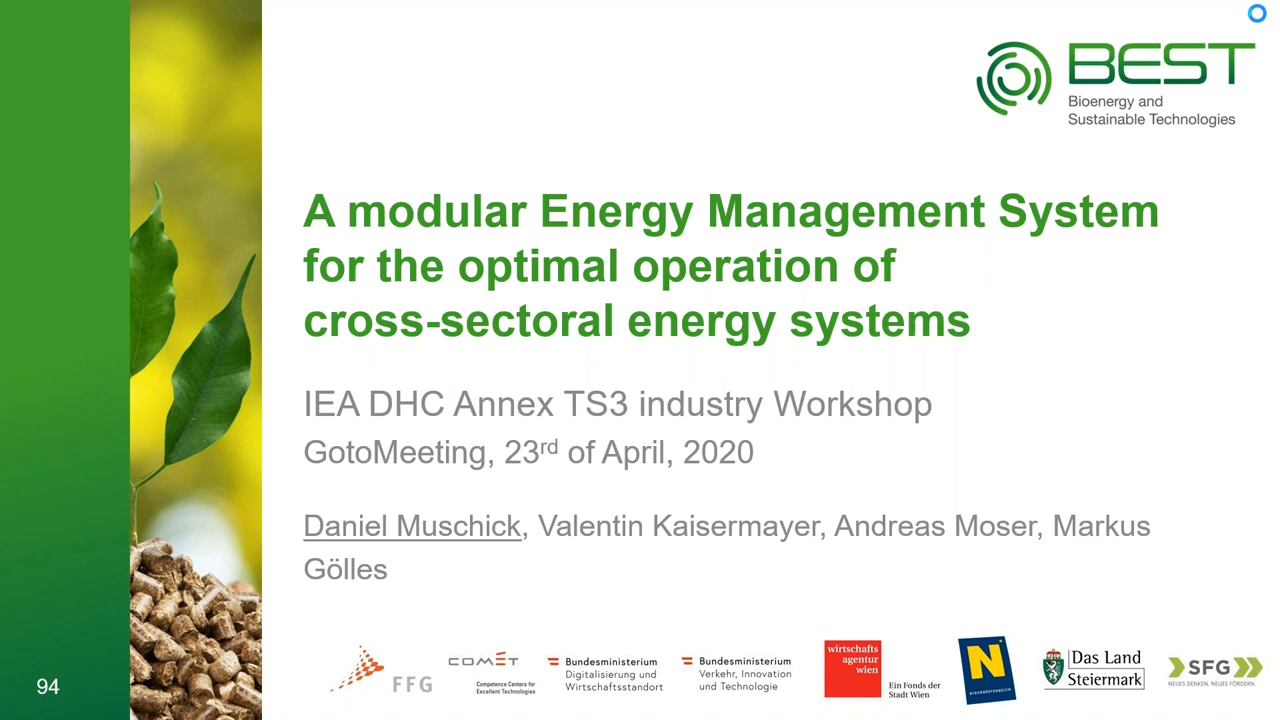 BEST
Bioenergy and
Sustainable Technologies
A modular Energy Management System
for the optimal operation of
cross-sectoral energy systems
IEA DHC Annex TS3 industry Workshop
GotoMeeting, 23rd of April, 2020
Daniel Muschick, Valentin Kaisermayer, Andreas Moser, Markus
Gölles
FFG
COMET
Competence Centers for
Excellent Technologies
Bundesministerium
Digitalisierung und
Wirtschaftsstandort
Bundesministerium
Verkehr, Innovation
und Technologie
wirtschafts
agentur
wien
Ein Fonds der
Stadt Wien
N
NIEDERÖSTERREICH
Das Land
Steiermark
SFG
NEUES DENKEN. NEUES FÖRDERN.
94